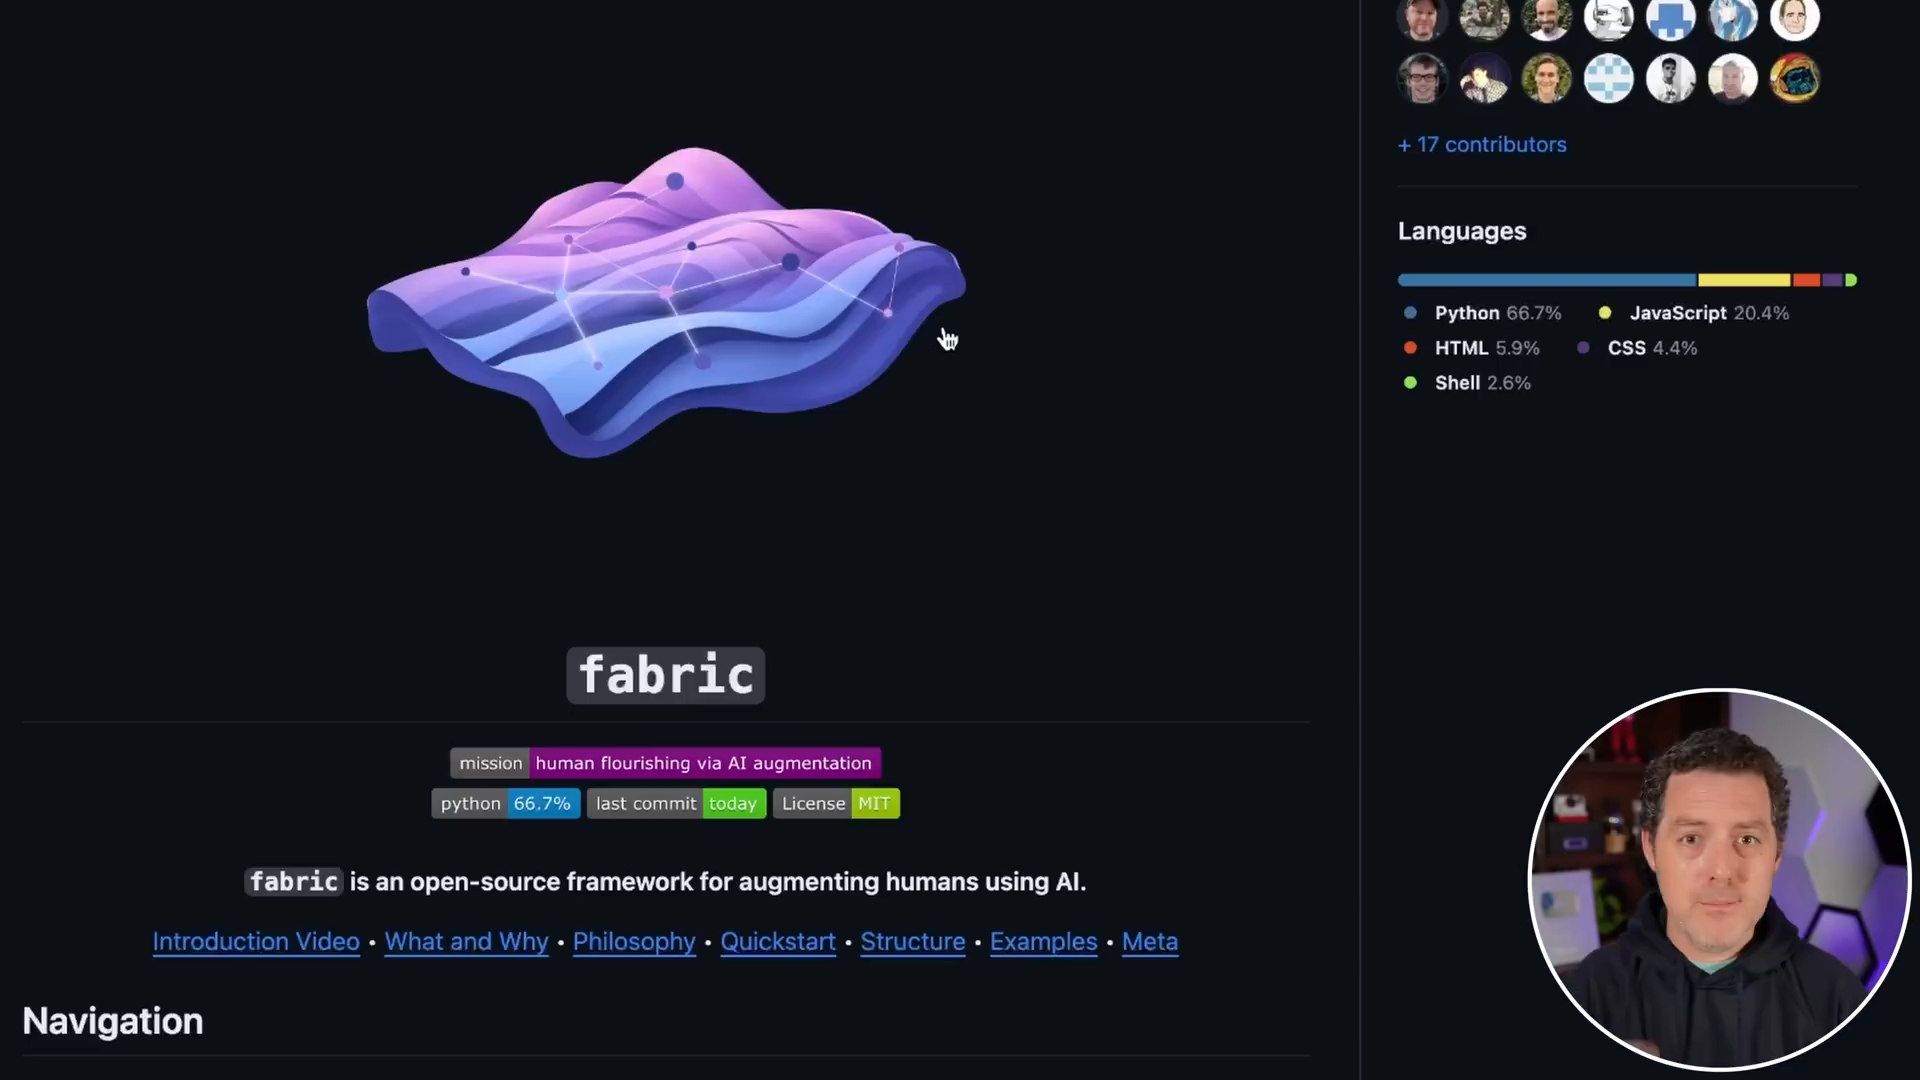 + 17 contributors
Languages
Python 66.7% JavaScript 20.4%
HTML 5.9% CSS 4.4%
Shell 2.6%
fabric
mission human flourishing via AI augmentation
python 66.7% last commit today License MIT
fabric is an open-source framework for augmenting humans using AI.
Introduction Video • What and Why • Philosophy • Quickstart • Structure • Examples • Meta
Navigation